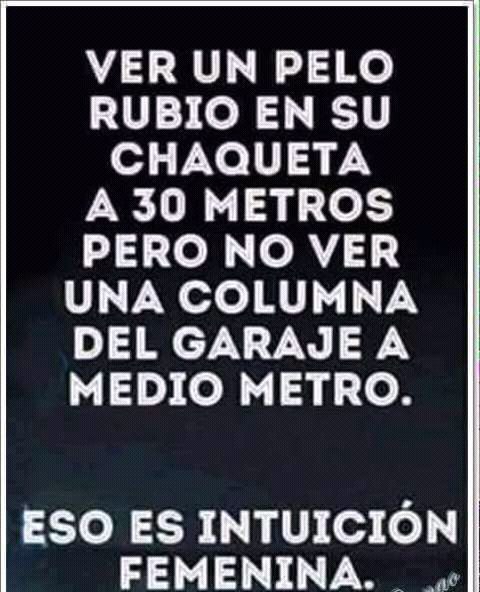 VER UN PELO
RUBIO EN SU
CHAQUETA
A 30 METROS
PERO NO VER
UNA COLUMNA
DEL GARAJE A
MEDIO METRO.
ESO ES INTUICIÓN
FEMENINA.